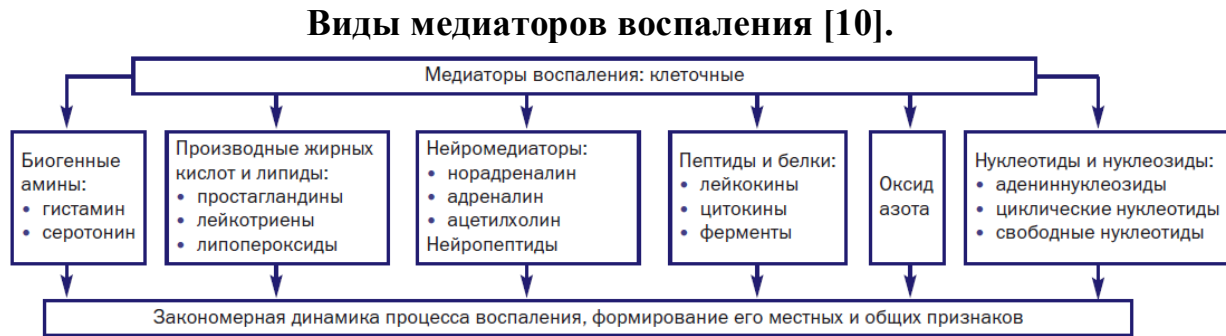 Виды медиаторов воспаления [10].
Медиаторы воспаления: клеточные
Биогенные
амины:
• гистамин
• серотонин
Производные жирных
кислот и липиды:
• простагландины
• лейкотриены
• липопероксиды
Нейромедиаторы:
• норадреналин
• адреналин
• ацетилхолин
Нейропептиды
Пептиды и белки:
• лейкокины
• цитокины
• ферменты
Оксид
азота
Нуклеотиды и нуклеозиды:
• адениннуклеозиды
• циклические нуклеотиды
• свободные нуклеотиды
Закономерная динамика процесса воспаления, формирование его местных и общих признаков